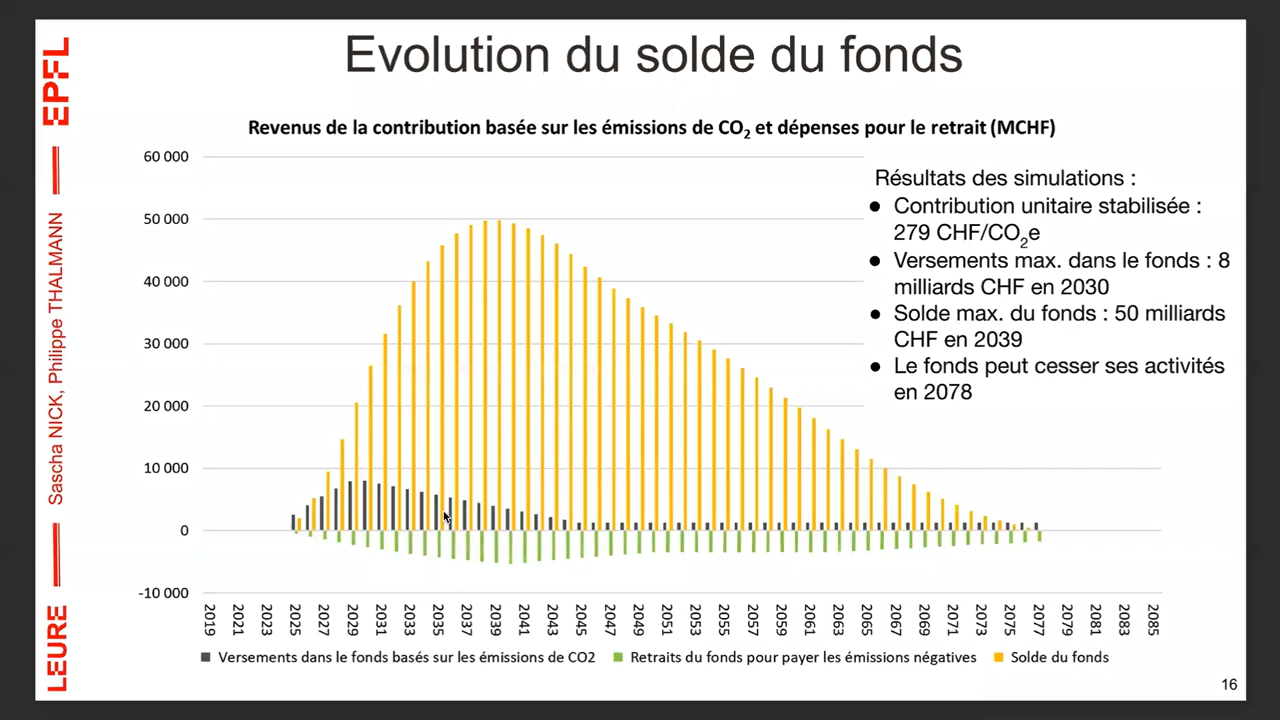 Evolution du solde du fonds
EPFL
Sascha NICK, Philippe THALMANN
LEURE
Revenus de la contribution basée sur les émissions de CO2 et dépenses pour le retrait (MCHF)
60 000
50 000
40 000
30 000
20 000
10 000
0
-10 000
Résultats des simulations :
● Contribution unitaire stabilisée :
279 CHF/CO2e
● Versements max. dans le fonds : 8
milliards CHF en 2030
● Solde max. du fonds : 50 milliards
CHF en 2039
● Le fonds peut cesser ses activités
en 2078
2019 2021 2023 2025 2027 2029 2031 2033 2035 2037 2039 2041 2043 2045 2047 2049 2051 2053 2055 2057 2059 2061 2063 2065 2067 2069 2071 2073 2075 2077 2079 2081 2083 2085
Versements dans le fonds basés sur les émissions de CO2 Retraits du fonds pour payer les émissions négatives Solde du fonds
16